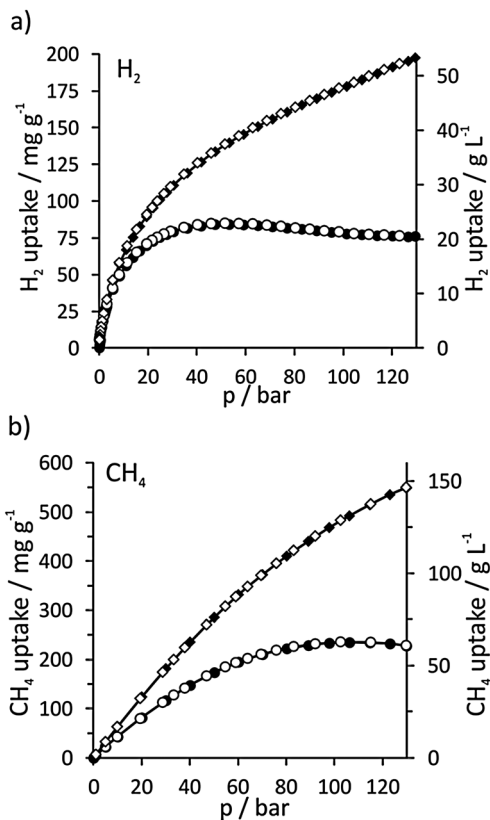 a)
H₂
H₂ uptake / mg g⁻¹
200
175
150
125
100
75
50
25
0
H₂ uptake / g L⁻¹
50
40
30
20
10
0
0 20 40 60 80 100 120
p / bar
b)
CH₄
CH₄ uptake / mg g⁻¹
600
500
400
300
200
100
0
CH₄ uptake / g L⁻¹
150
100
50
0
0 20 40 60 80 100 120
p / bar